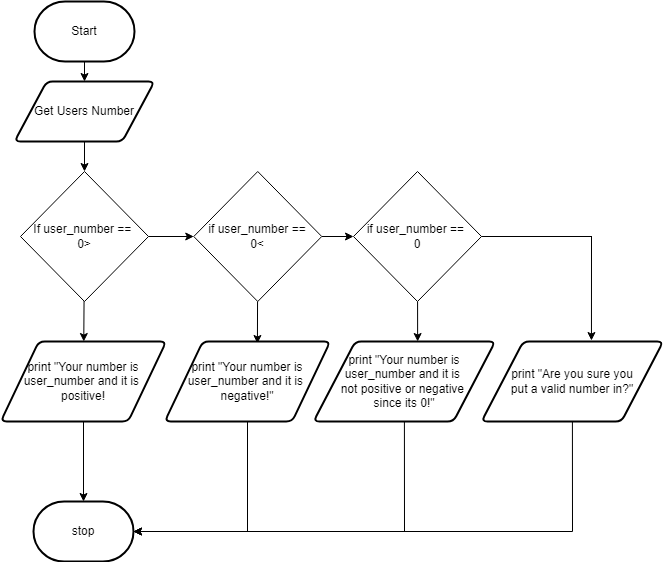 Start
Get Users Number
If user_number ==
0>
if user_number ==
0<
if user_number ==
0
print "Your number is
user_number and it is
positive!
print "Your number is
user_number and it is
negative!"
print "Your number is
user_number and it is
not positive or negative
since its 0!"
print "Are you sure you
put a valid number in?"
stop